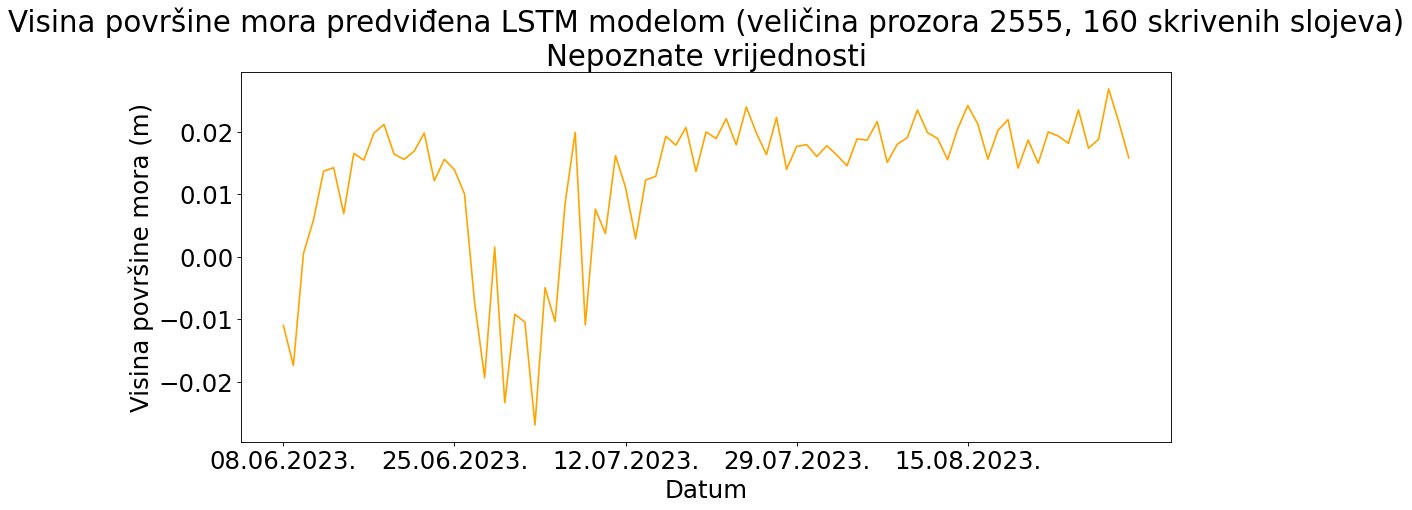 Visina površine mora predviđena LSTM modelom (veličina prozora 2555, 160 skrivenih slojeva)
Nepoznate vrijednosti
Visina površine mora (m)
0.02
0.01
0.00
−0.01
−0.02
08.06.2023. 25.06.2023. 12.07.2023. 29.07.2023. 15.08.2023.
Datum